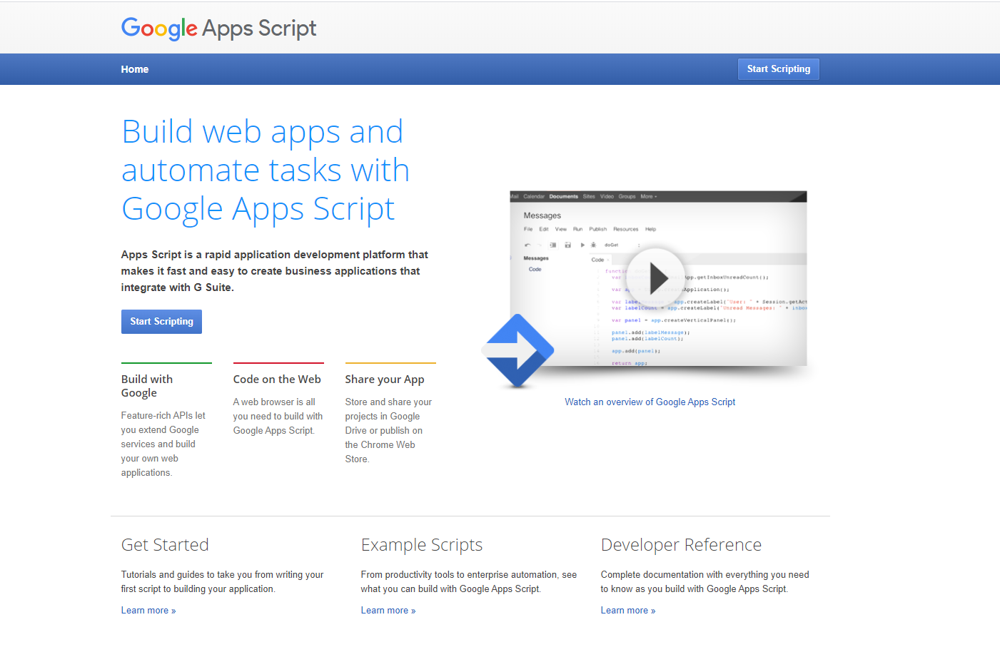 Google Apps Script
Home
Start Scripting
Build web apps and
automate tasks with
Google Apps Script
Apps Script is a rapid application development platform that
makes it fast and easy to create business applications that
integrate with G Suite.
Start Scripting
Build with
Google
Feature-rich APIs let
you extend Google
services and build
your own web
applications.
Code on the Web
A web browser is all
you need to build with
Google Apps Script.
Share your App
Store and share your
projects in Google
Drive or publish on
the Chrome Web
Store.
Mail Calendar Documents Sites Video Groups More
Messages
File Edit View Run Publish Resources Help
doGet
Messages
Code
Code
var App.getInboxUnreadCount();
var Application();
var = app.createLabel("User: " + Session.getAct
var labelCount = app.createLabel("Unread Messages: " + inbo
var panel = app.createVerticalPanel();
panel.add(labelMessage);
panel.add(labelCount);
app.add(panel);
return app;
Watch an overview of Google Apps Script
Get Started
Tutorials and guides to take you from writing your
first script to building your application.
Learn more »
Example Scripts
From productivity tools to enterprise automation, see
what you can build with Google Apps Script.
Learn more »
Developer Reference
Complete documentation with everything you need
to know as you build with Google Apps Script.
Learn more »